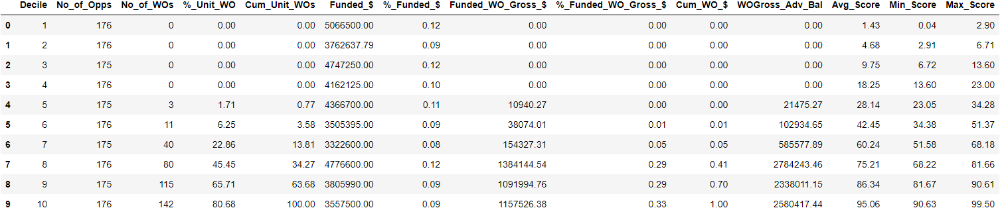 Decile No_of_Opps No_of_WOs %_Unit_WO Cum_Unit_WOs Funded_$ %_Funded_$ Funded_WO_Gross_$ %_Funded_WO_Gross_$ Cum_WO_$ WOGross_Adv_Bal Avg_Score Min_Score Max_Score
0 1 176 0 0.00 0.00 5066500.00 0.12 0.00 0.00 0.00 0.00 1.43 0.04 2.90
1 2 176 0 0.00 0.00 3762637.79 0.09 0.00 0.00 0.00 0.00 4.68 2.91 6.71
2 3 175 0 0.00 0.00 4747250.00 0.12 0.00 0.00 0.00 0.00 9.75 6.72 13.60
3 4 176 0 0.00 0.00 4162125.00 0.10 0.00 0.00 0.00 0.00 18.25 13.60 23.00
4 5 175 3 1.71 0.77 4366700.00 0.11 10940.27 0.00 0.00 21475.27 28.14 23.05 34.28
5 6 176 11 6.25 3.58 3505395.00 0.09 38074.01 0.01 0.01 102934.65 42.45 34.38 51.37
6 7 175 40 22.86 13.81 3322600.00 0.08 154327.31 0.05 0.05 585577.89 60.24 51.58 68.18
7 8 176 80 45.45 34.27 4776600.00 0.12 1384144.54 0.29 0.41 2784243.46 75.21 68.22 81.66
8 9 175 115 65.71 63.68 3805990.00 0.09 1091994.76 0.29 0.70 2338011.15 86.34 81.67 90.61
9 10 176 142 80.68 100.00 3557500.00 0.09 1157526.38 0.33 1.00 2580417.44 95.06 90.63 99.50